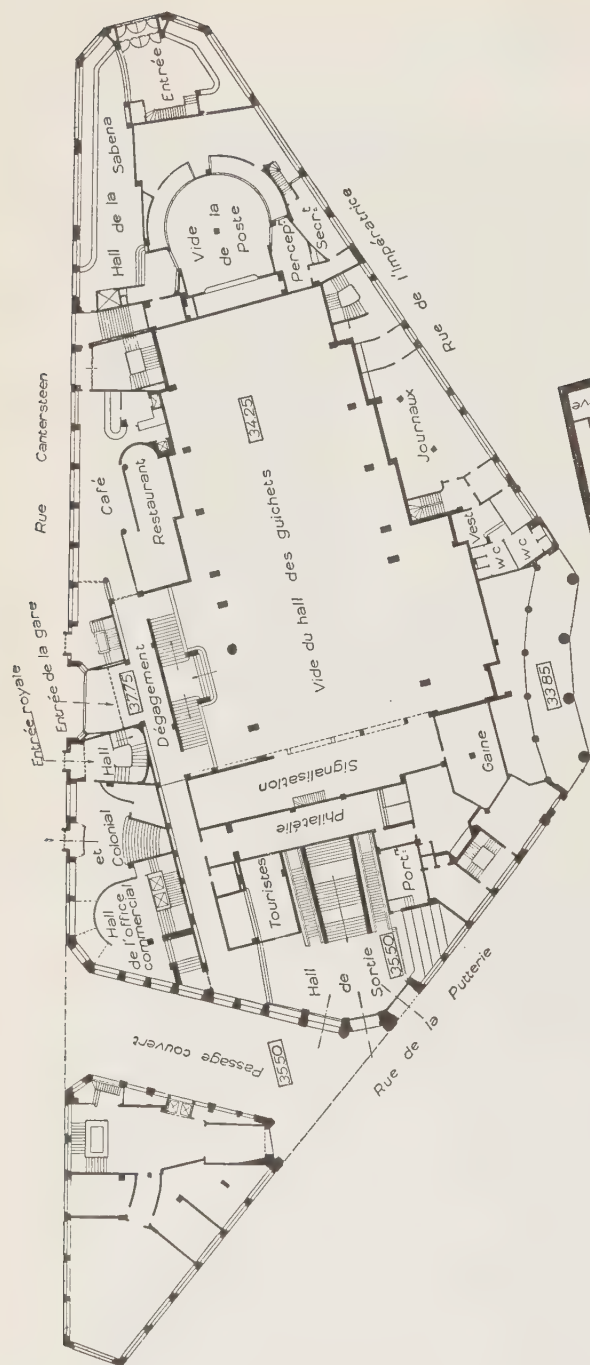 Rue Cantersteen
Entrée royale
Entrée de la gare
Hall
de l'office
commercial
et Colonial
Hall
3775
Dégagement
Café
Restaurant
Hall de la Sabena
Entrée
Vide
de la
Poste
Percep.
Secrt
Rue de l'Impératrice
3425
Vide du hall des guichets
Journaux
Vest.
W.C.
W.C.
3385
Signalisation
Philatélie
Touristes
Gaine
Port.
Hall
de
Sortie
3550
Rue de la Putterie
Passage couvert
3550